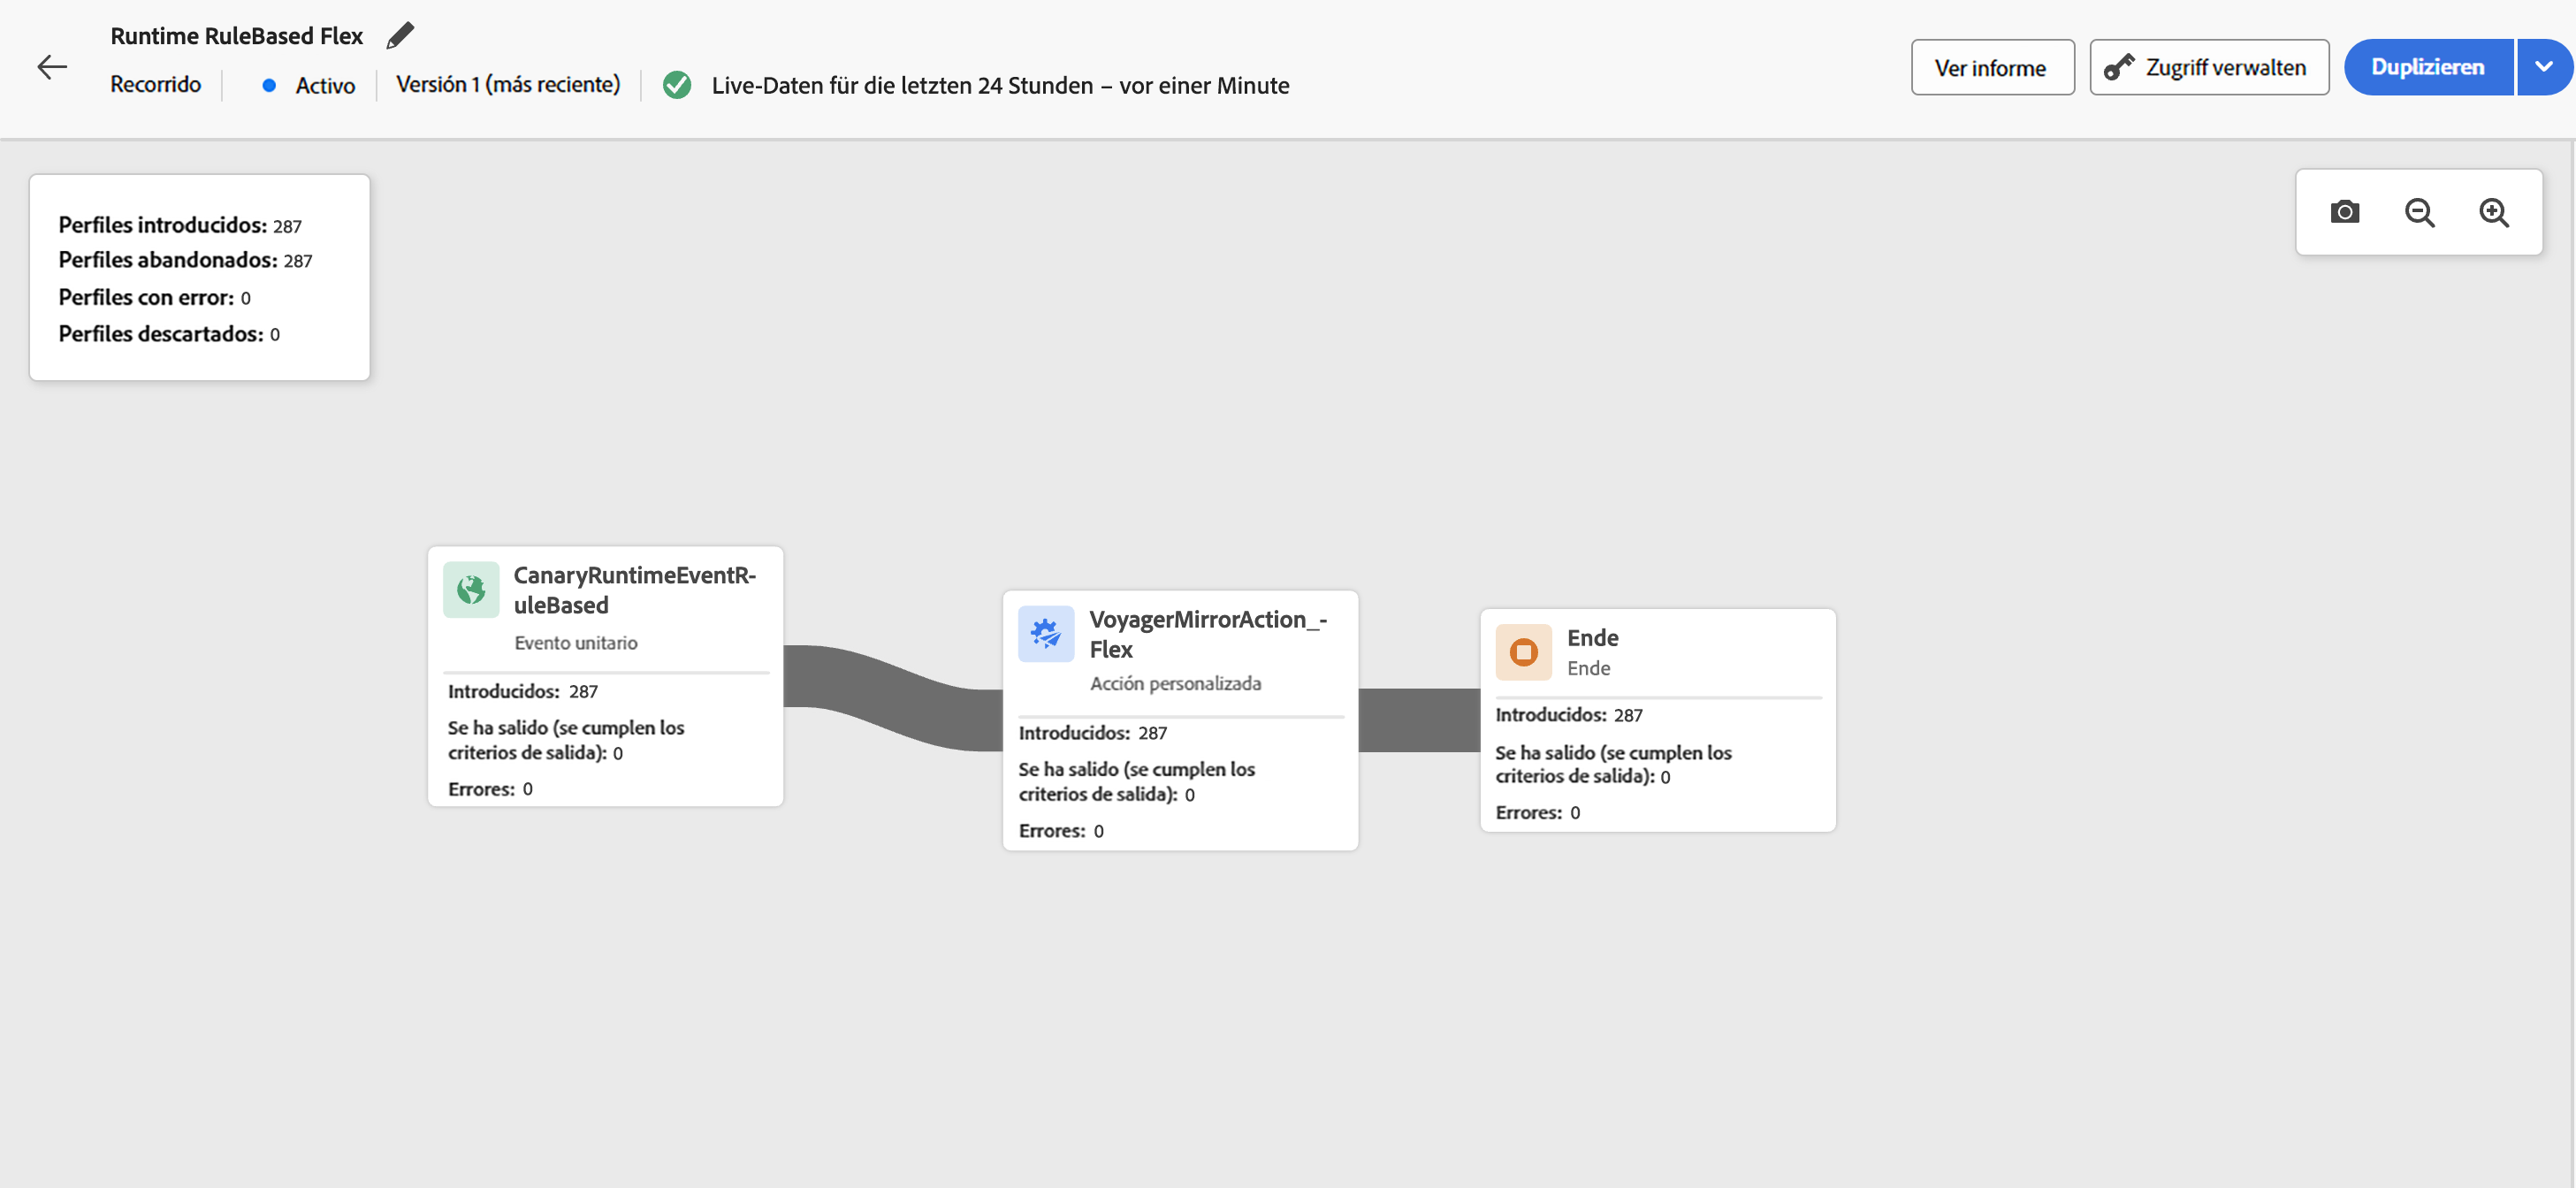 Runtime RuleBased Flex
Recorrido
Activo
Versión 1 (más reciente)
Live-Daten für die letzten 24 Stunden – vor einer Minute
Ver informe
Zugriff verwalten
Duplizieren
Perfiles introducidos: 287
Perfiles abandonados: 287
Perfiles con error: 0
Perfiles descartados: 0
CanaryRuntimeEventR-
uleBased
Evento unitario
Introducidos: 287
Se ha salido (se cumplen los
criterios de salida): 0
Errores: 0
VoyagerMirrorAction_-
Flex
Acción personalizada
Introducidos: 287
Se ha salido (se cumplen los
criterios de salida): 0
Errores: 0
Ende
Ende
Introducidos: 287
Se ha salido (se cumplen los
criterios de salida): 0
Errores: 0